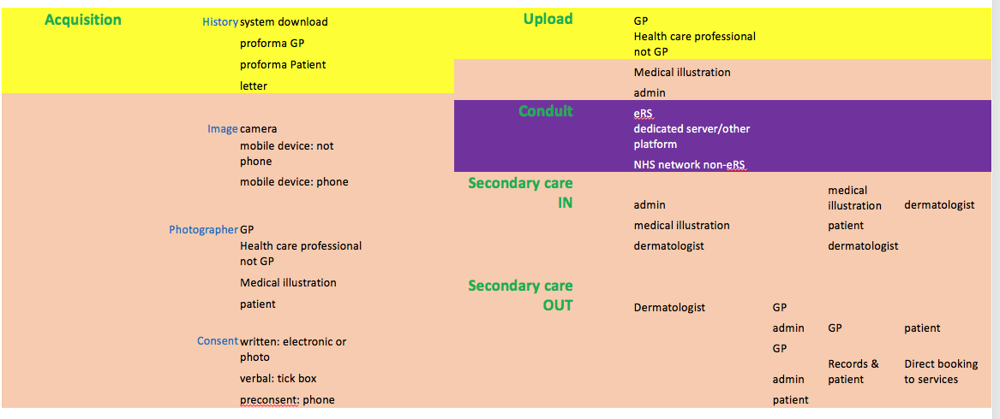 Acquisition
History system download
proforma GP
proforma Patient
letter
Image camera
mobile device: not
phone
mobile device: phone
Photographer GP
Health care professional
not GP
Medical illustration
patient
Consent written: electronic or
photo
verbal: tick box
preconsent: phone
Upload
GP
Health care professional
not GP
Medical illustration
admin
Conduit
eRS
dedicated server/other
platform
NHS network non-eRS
Secondary care
IN
admin
medical
illustration
dermatologist
medical illustration
patient
dermatologist
dermatologist
Secondary care
OUT
Dermatologist
GP
admin
GP
patient
GP
admin
Records &
patient
Direct booking
to services
patient